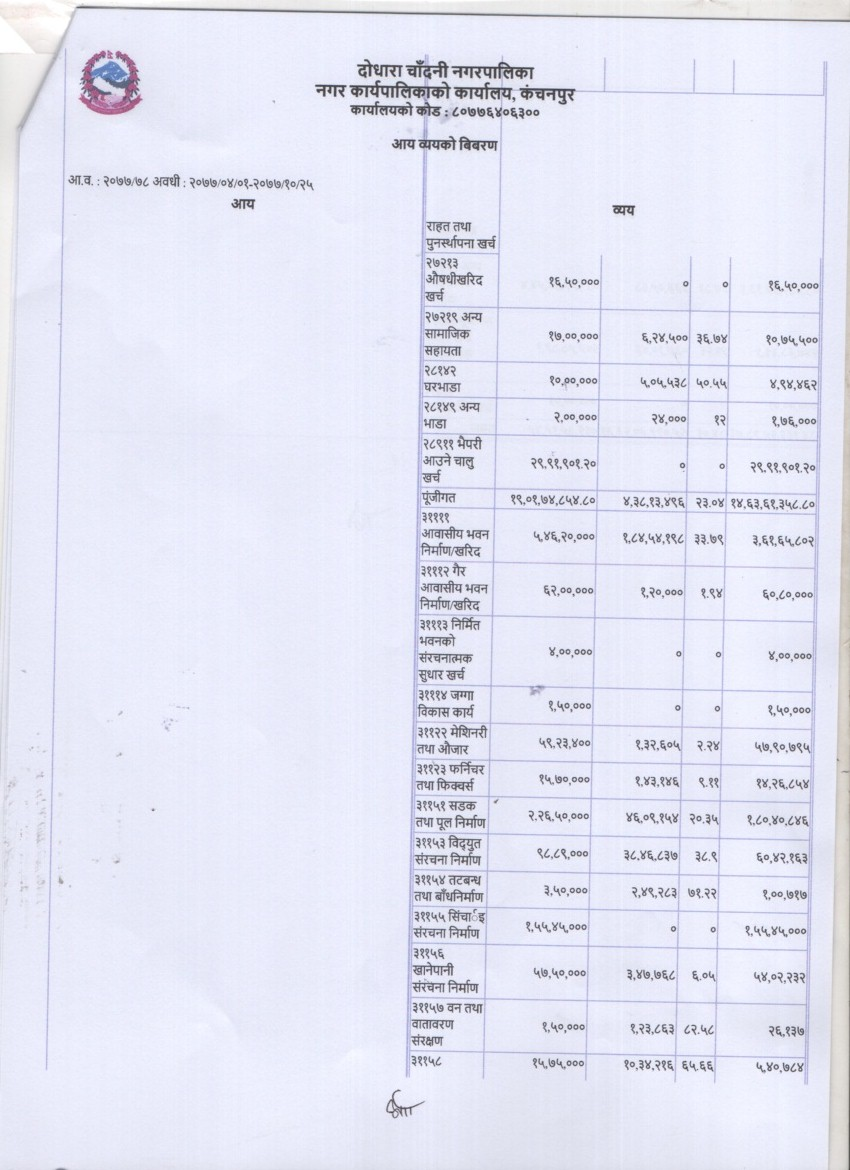 दोधारा चाँदनी नगरपालिका
नगर कार्यपालिकाको कार्यालय, कंचनपुर
कार्यालयको कोड : ८०७७६४०६३००
आय व्ययको बिबरण
आ.व. : २०७७/७८ अवधी : २०७७/०४/०१-२०७७/१०/२५
आय व्यय
राहत तथा
पुनर्स्थापना खर्च
२७२१३
औषधीखरिद १६,५०,००० ० ० १६,५०,०००
खर्च
२७२१९ अन्य
सामाजिक १७,००,००० ६,२४,५०० ३६.७४ १०,७५,५००
सहायता
२८१४२
घरभाडा १०,००,००० ५,०५,५३८ ५०.५५ ४,९४,४६२
२८१४९ अन्य
भाडा २,००,००० २४,००० १२ १,७६,०००
२८९११ भैपरी
आउने चालु २९,९१,९०१.२० ० ० २९,९१,९०१.२०
खर्च
पूंजीगत १९,०१,७४,८५४.८० ४,३८,१३,४९६ २३.०४ १४,६३,६१,३५८.८०
३११११
आवासीय भवन ५,४६,२०,००० १,८४,५४,१९८ ३३.७९ ३,६१,६५,८०२
निर्माण/खरिद
३१११२ गैर
आवासीय भवन ६२,००,००० १,२०,००० १.९४ ६०,८०,०००
निर्माण/खरिद
३१११३ निर्मित
भवनको
संरचनात्मक ४,००,००० ० ० ४,००,०००
सुधार खर्च
३१११४ जग्गा
विकास कार्य १,५०,००० ० ० १,५०,०००
३११२२ मेशिनरी
तथा औजार ५९,२३,४०० १,३२,६०५ २.२४ ५७,९०,७९५
३११२३ फर्निचर
तथा फिक्चर्स १५,७०,००० १,४३,१४६ ९.११ १४,२६,८५४
३११५१ सडक
तथा पूल निर्माण २,२६,५०,००० ४६,०९,१५४ २०.३५ १,८०,४०,८४६
३११५३ विद्युत
संरचना निर्माण ९८,८९,००० ३८,४६,८३७ ३८.९ ६०,४२,१६३
३११५४ तटबन्ध
तथा बाँधनिर्माण ३,५०,००० २,४९,२८३ ७१.२२ १,००,७१७
३११५५ सिंचार्इ
संरचना निर्माण १,५५,४५,००० ० ० १,५५,४५,०००
३११५६
खानेपानी ५७,५०,००० ३,४७,७६८ ६.०५ ५४,०२,२३२
संरचना निर्माण
३११५७ वन तथा
वातावरण १,५०,००० १,२३,८६३ ८२.५८ २६,१३७
संरक्षण
३११५८ १५,७५,००० १०,३४,२१६ ६५.६६ ५,४०,७८४